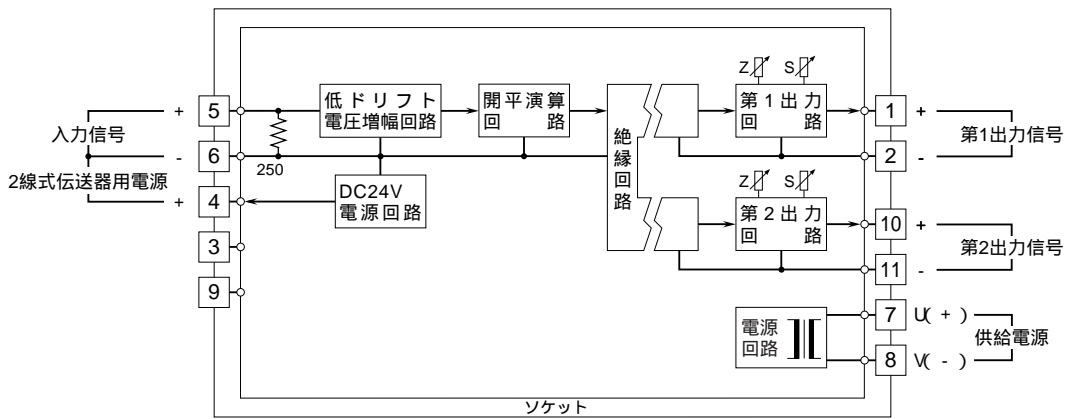 入力信号
2線式伝送器用電源
+
-
+
5
6
4
3
9
250
低ドリフト
電圧増幅回路
開平演算
回路
DC24V
電源回路
絶縁回路
Z
S
第1出力
回路
Z
S
第2出力
回路
電源
回路
1
+
2
-
第1出力信号
10
+
11
-
第2出力信号
7
U( + )
8
V( - )
供給電源
ソケット